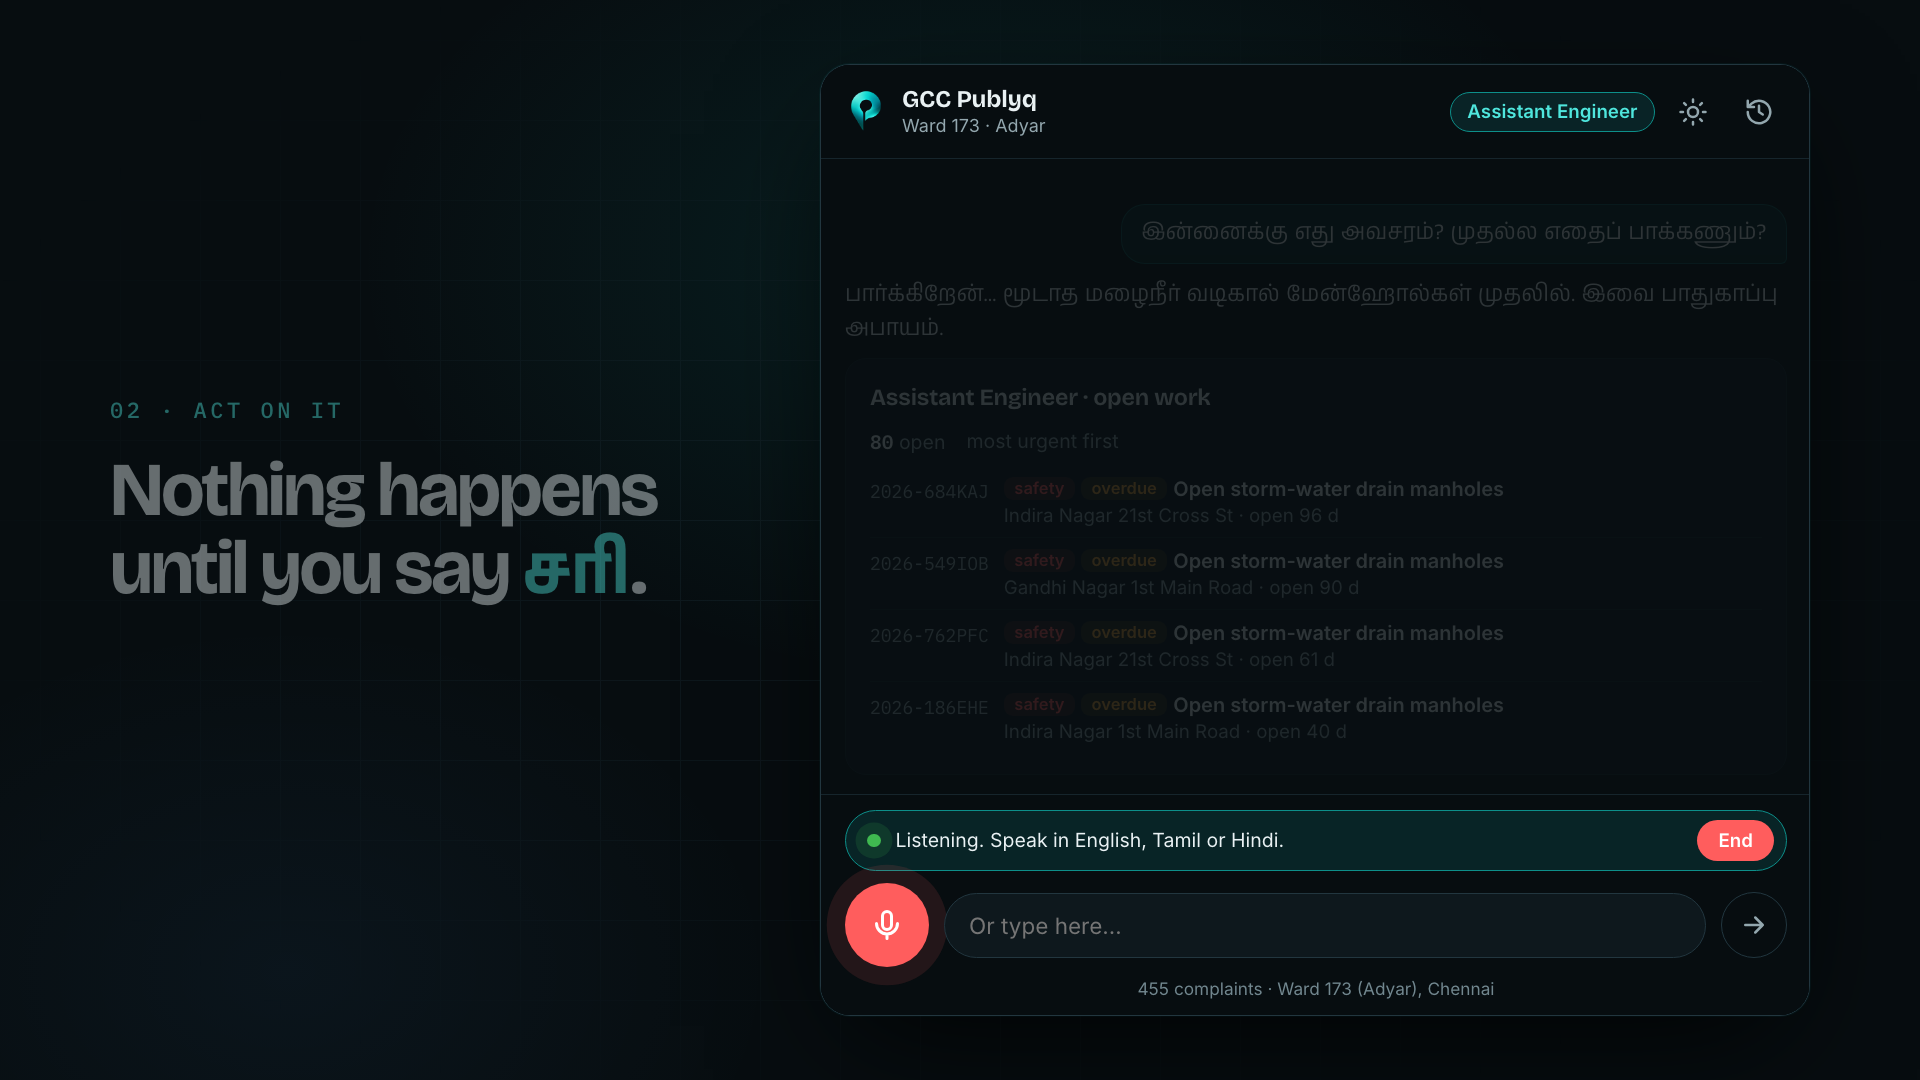 02 · ACT ON IT
Nothing happens
until you say சரி.
GCC Publyq
Ward 173 · Adyar
Assistant Engineer
இன்னைக்கு எது அவசரம்? முதல்ல எதைப் பாக்கணும்?
பார்க்கிறேன்... மூடாத மழைநீர் வடிகால் மேன்ஹோல்கள் முதலில். இவை பாதுகாப்பு
அபாயம்.
Assistant Engineer · open work
80 open most urgent first
2026-684KAJ safety overdue Open storm-water drain manholes
Indira Nagar 21st Cross St · open 96 d
2026-549IOB safety overdue Open storm-water drain manholes
Gandhi Nagar 1st Main Road · open 90 d
2026-762PFC safety overdue Open storm-water drain manholes
Indira Nagar 21st Cross St · open 61 d
2026-186EHE safety overdue Open storm-water drain manholes
Indira Nagar 1st Main Road · open 40 d
Listening. Speak in English, Tamil or Hindi.
End
Or type here...
455 complaints · Ward 173 (Adyar), Chennai